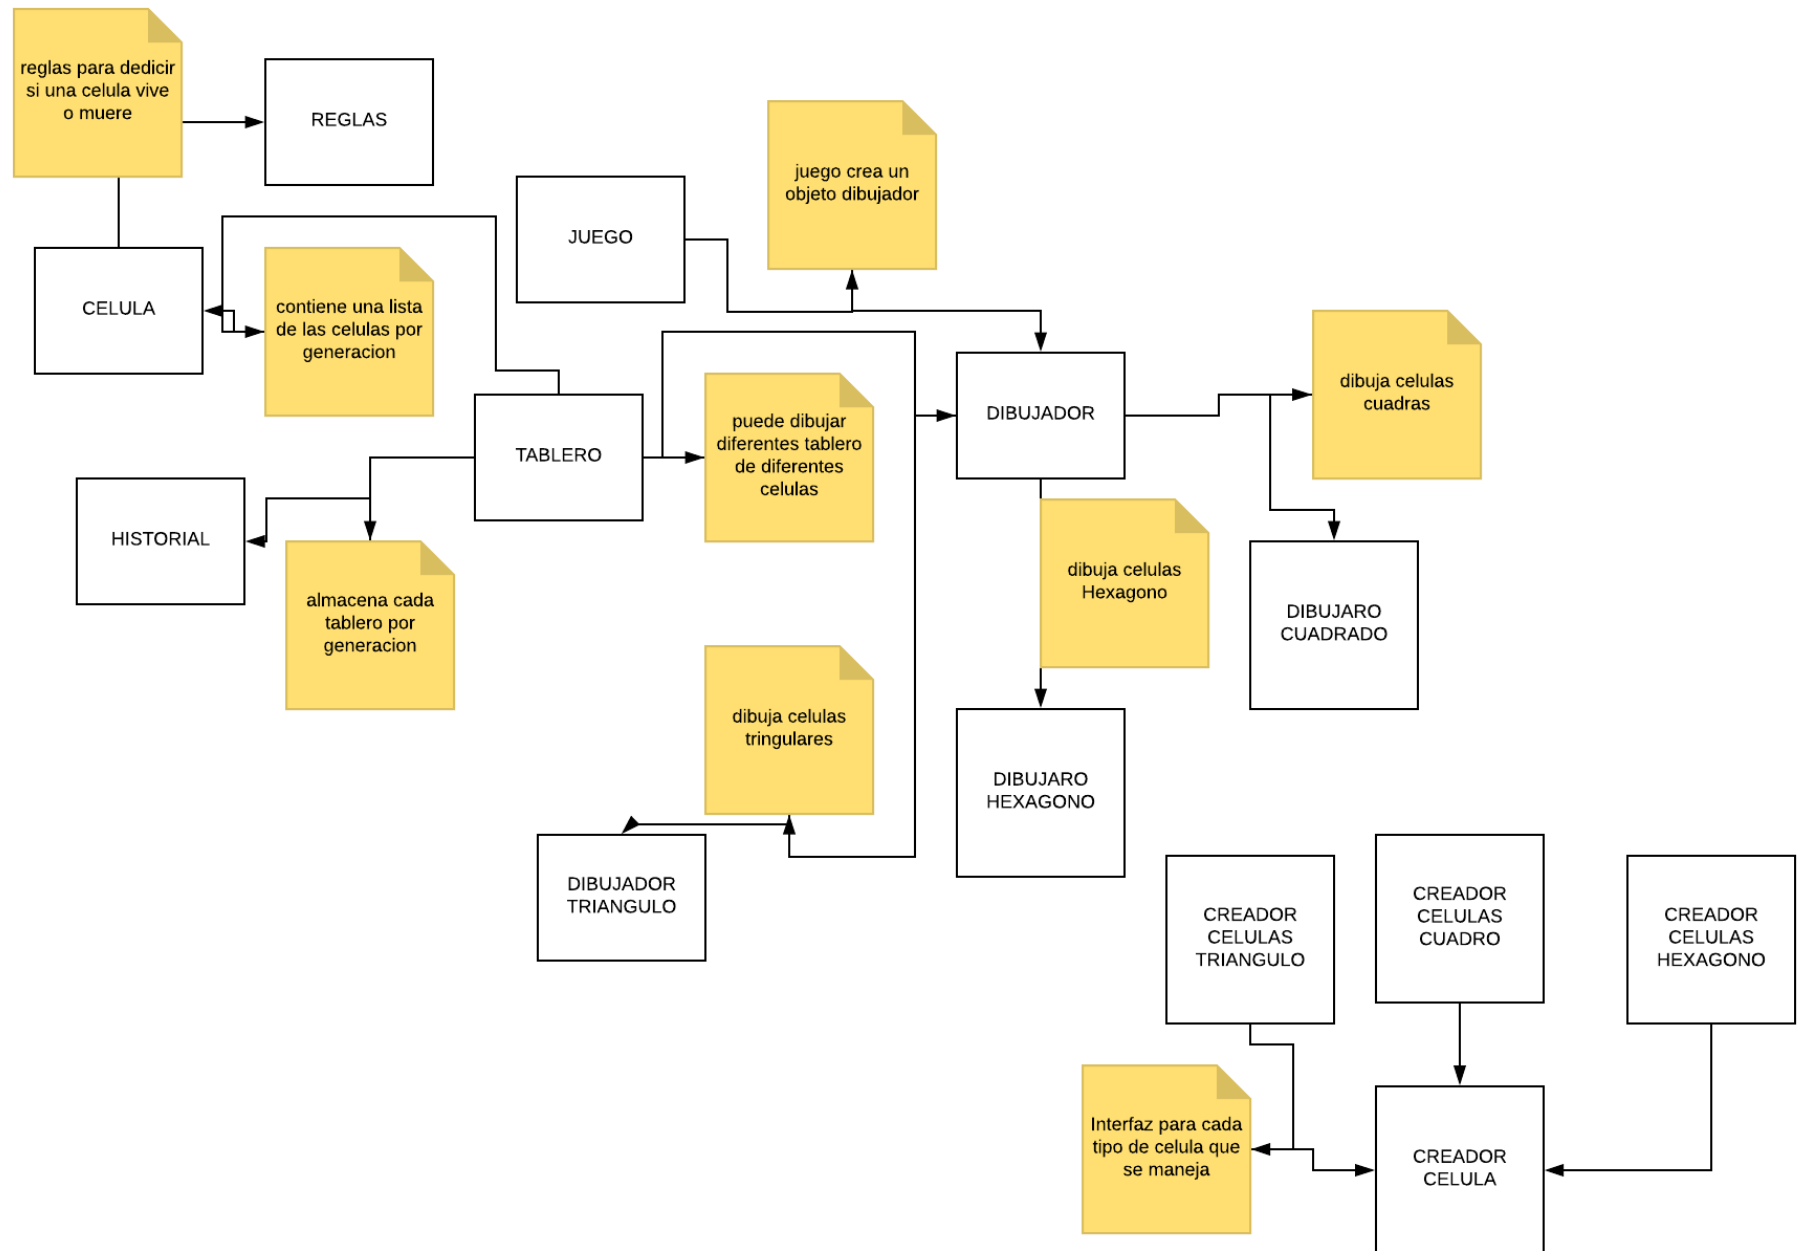 reglas para dedicir
si una celula vive
o muere
REGLAS
juego crea un
objeto dibujador
JUEGO
CELULA
contiene una lista
de las celulas por
generacion
DIBUJADOR
dibuja celulas
cuadras
TABLERO
puede dibujar
diferentes tablero
de diferentes
celulas
HISTORIAL
almacena cada
tablero por
generacion
dibuja celulas
Hexagono
DIBUJARO
CUADRADO
dibuja celulas
tringulares
DIBUJARO
HEXAGONO
DIBUJADOR
TRIANGULO
CREADOR
CELULAS
TRIANGULO
CREADOR
CELULAS
CUADRO
CREADOR
CELULAS
HEXAGONO
Interfaz para cada
tipo de celula que
se maneja
CREADOR
CELULA